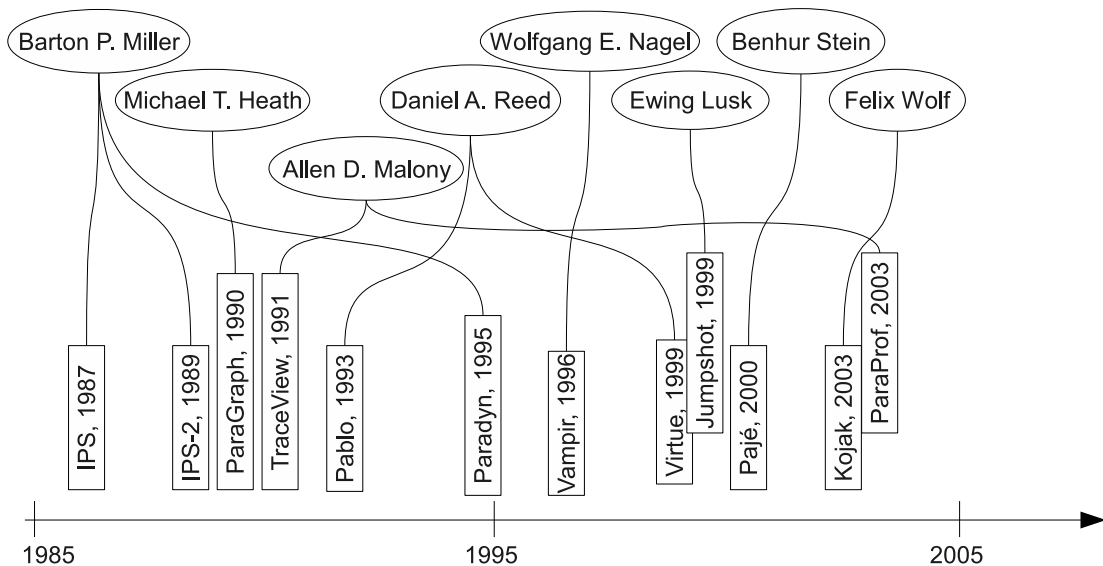 Barton P. Miller
Wolfgang E. Nagel
Benhur Stein
Michael T. Heath
Daniel A. Reed
Ewing Lusk
Felix Wolf
Allen D. Malony
IPS, 1987
IPS-2, 1989
ParaGraph, 1990
TraceView, 1991
Pablo, 1993
Paradyn, 1995
Vampir, 1996
Virtue, 1999
Jumpshot, 1999
Pajé, 2000
Kojak, 2003
ParaProf, 2003
1985
1995
2005